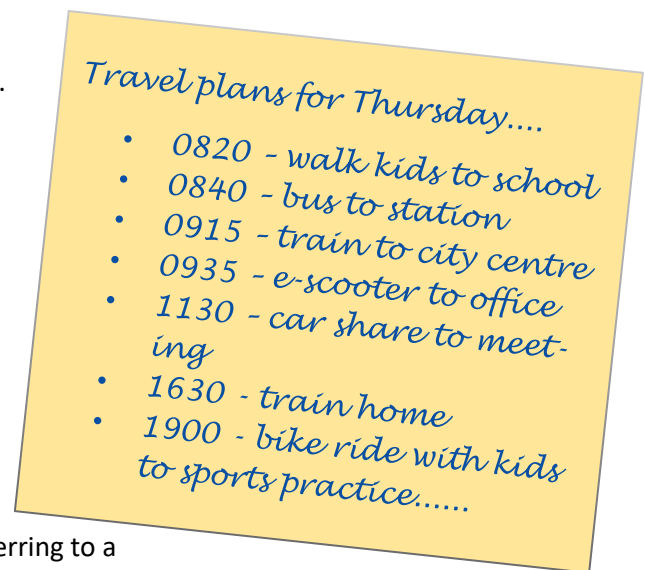 .
Travel plans for Thursday....
• 0820 – walk kids to school
• 0840 – bus to station
• 0915 – train to city centre
• 0935 – e-scooter to office
• 1130 – car share to meet-
ing
• 1630 - train home
• 1900 - bike ride with kids
to sports practice......
erring to a